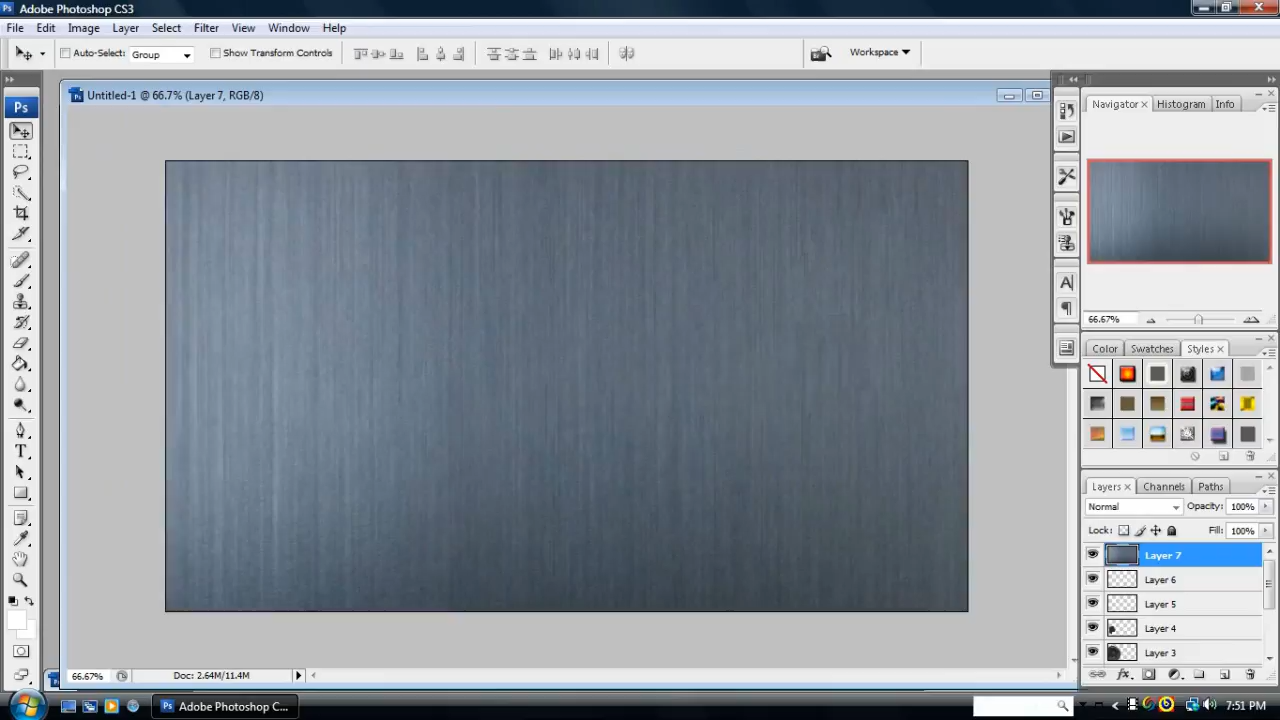 Ps Adobe Photoshop CS3
File Edit Image Layer Select Filter View Window Help
Auto-Select: Group Show Transform Controls Workspace
Ps
Untitled-1 @ 66.7% (Layer 7, RGB/8)
Navigator Histogram Info
66.67%
Color Swatches Styles
Layers Channels Paths
Normal Opacity: 100%
Lock: Fill: 100%
Layer 7
Layer 6
Layer 5
Layer 4
Layer 3
66.67% Doc: 2.64M/11.4M
Ps Adobe Photoshop C... 7:51 PM